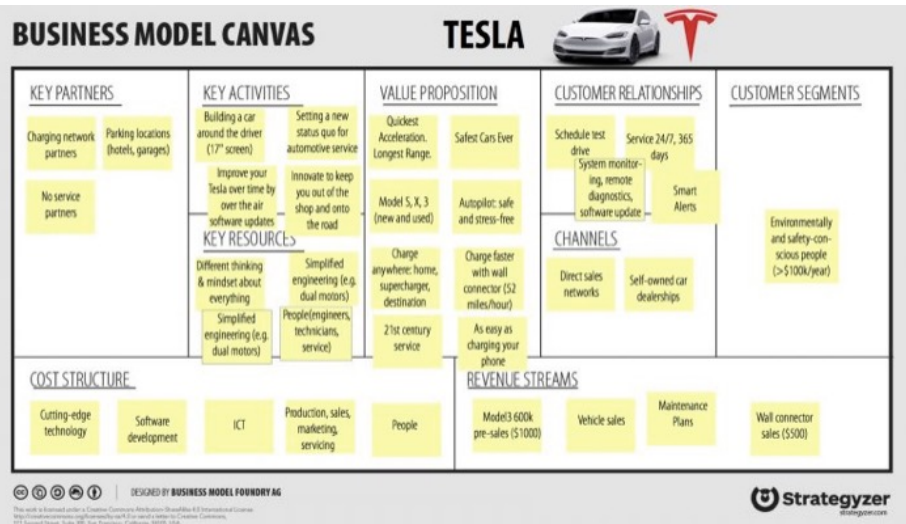 BUSINESS MODEL CANVAS
TESLA
KEY PARTNERS
Charging network
partners
Parking locations
(hotels, garages)
No service
partners
KEY ACTIVITIES
Building a car
around the driver
(17" screen)
Setting a new
status quo for
automotive service
Improve your
Tesla over time by
over the air
software updates
Innovate to keep
you out of the
shop and onto
the road
KEY RESOURCES
Different thinking
& mindset about
everything
Simplified
engineering (e.g.
dual motors)
Simplified
engineering (e.g.
dual motors)
People(engineers,
technicians,
service)
VALUE PROPOSITION
Quickest
Acceleration.
Longest Range.
Safest Cars Ever
Model S, X, 3
(new and used)
Autopilot: safe
and stress-free
Charge
anywhere: home,
supercharger,
destination
Charge faster
with wall
connector (52
miles/hour)
21st century
service
As easy as
charging your
phone
CUSTOMER RELATIONSHIPS
Schedule test
drive
Service 24/7, 365
days
System monitor-
ing, remote
diagnostics,
software update
Smart
Alerts
CHANNELS
Direct sales
networks
Self-owned car
dealerships
CUSTOMER SEGMENTS
Environmentally
and safety-con-
scious people
(>$100k/year)
COST STRUCTURE
Cutting-edge
technology
Software
development
ICT
Production, sales,
marketing,
servicing
People
REVENUE STREAMS
Model3 600k
pre-sales ($1000)
Vehicle sales
Maintenance
Plans
Wall connector
sales ($500)
DESIGNED BY BUSINESS MODEL FOUNDRY AG
Strategyzer
strategyzer.com